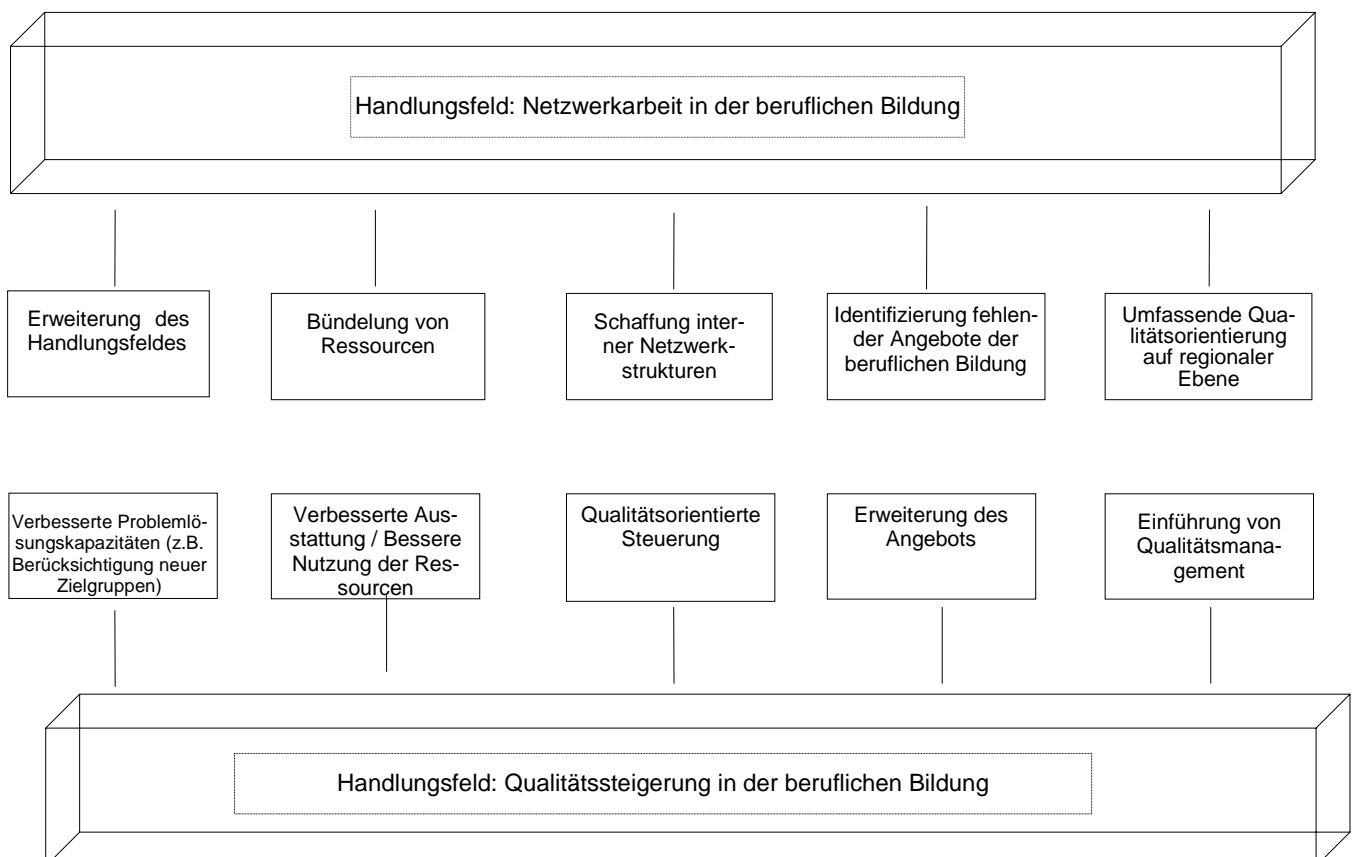 Handlungsfeld: Netzwerkarbeit in der beruflichen Bildung
Erweiterung des
Handlungsfeldes
Bündelung von
Ressourcen
Schaffung inter-
ner Netzwerk-
strukturen
Identifizierung fehlen-
der Angebote der
beruflichen Bildung
Umfassende Qua-
litätsorientierung
auf regionaler
Ebene
Verbesserte Problemlö-
sungskapazitäten (z.B.
Berücksichtigung neuer
Zielgruppen)
Verbesserte Aus-
stattung / Bessere
Nutzung der Res-
sourcen
Qualitätsorientierte
Steuerung
Erweiterung des
Angebots
Einführung von
Qualitätsmana-
gement
Handlungsfeld: Qualitätssteigerung in der beruflichen Bildung